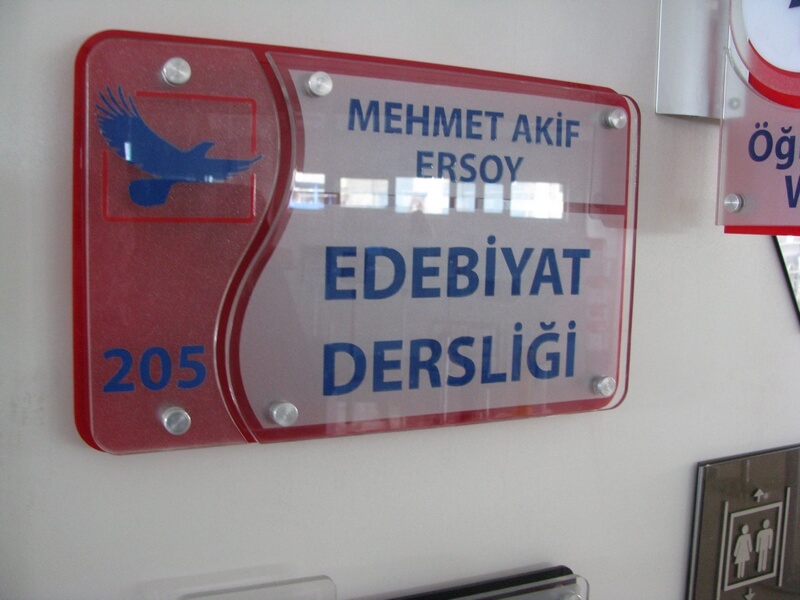 MEHMET AKİF
ERSOY
EDEBİYAT
DERSLİĞİ
205